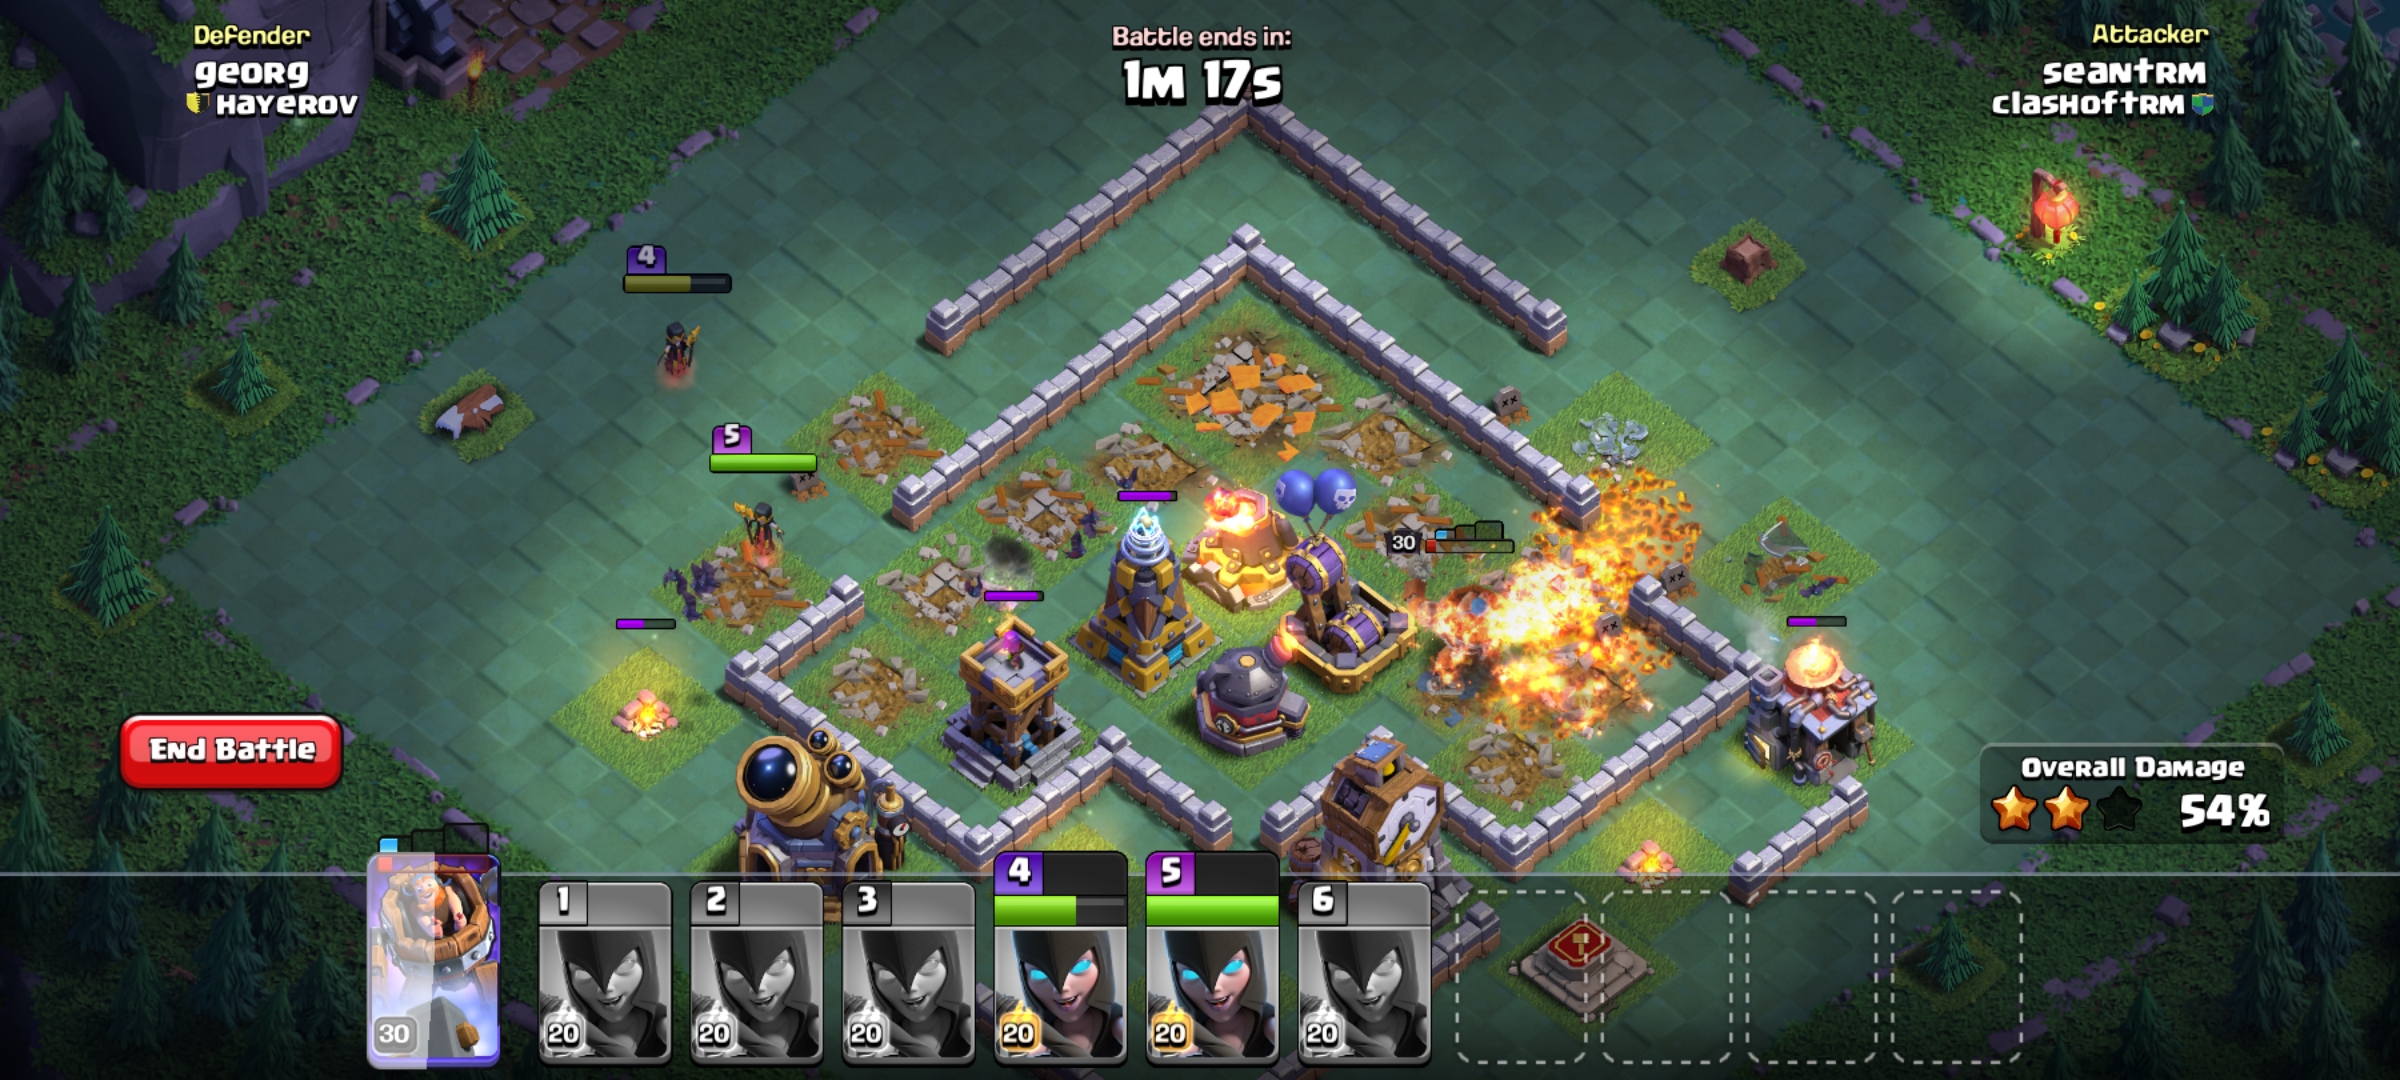 Defender
georg
HAYEROV
Battle ends in:
1M 17s
Attacker
seantRM
clashoftRM
4
5
30
End Battle
Overall Damage
54%
30
1
20
2
20
3
20
4
20
5
20
6
20